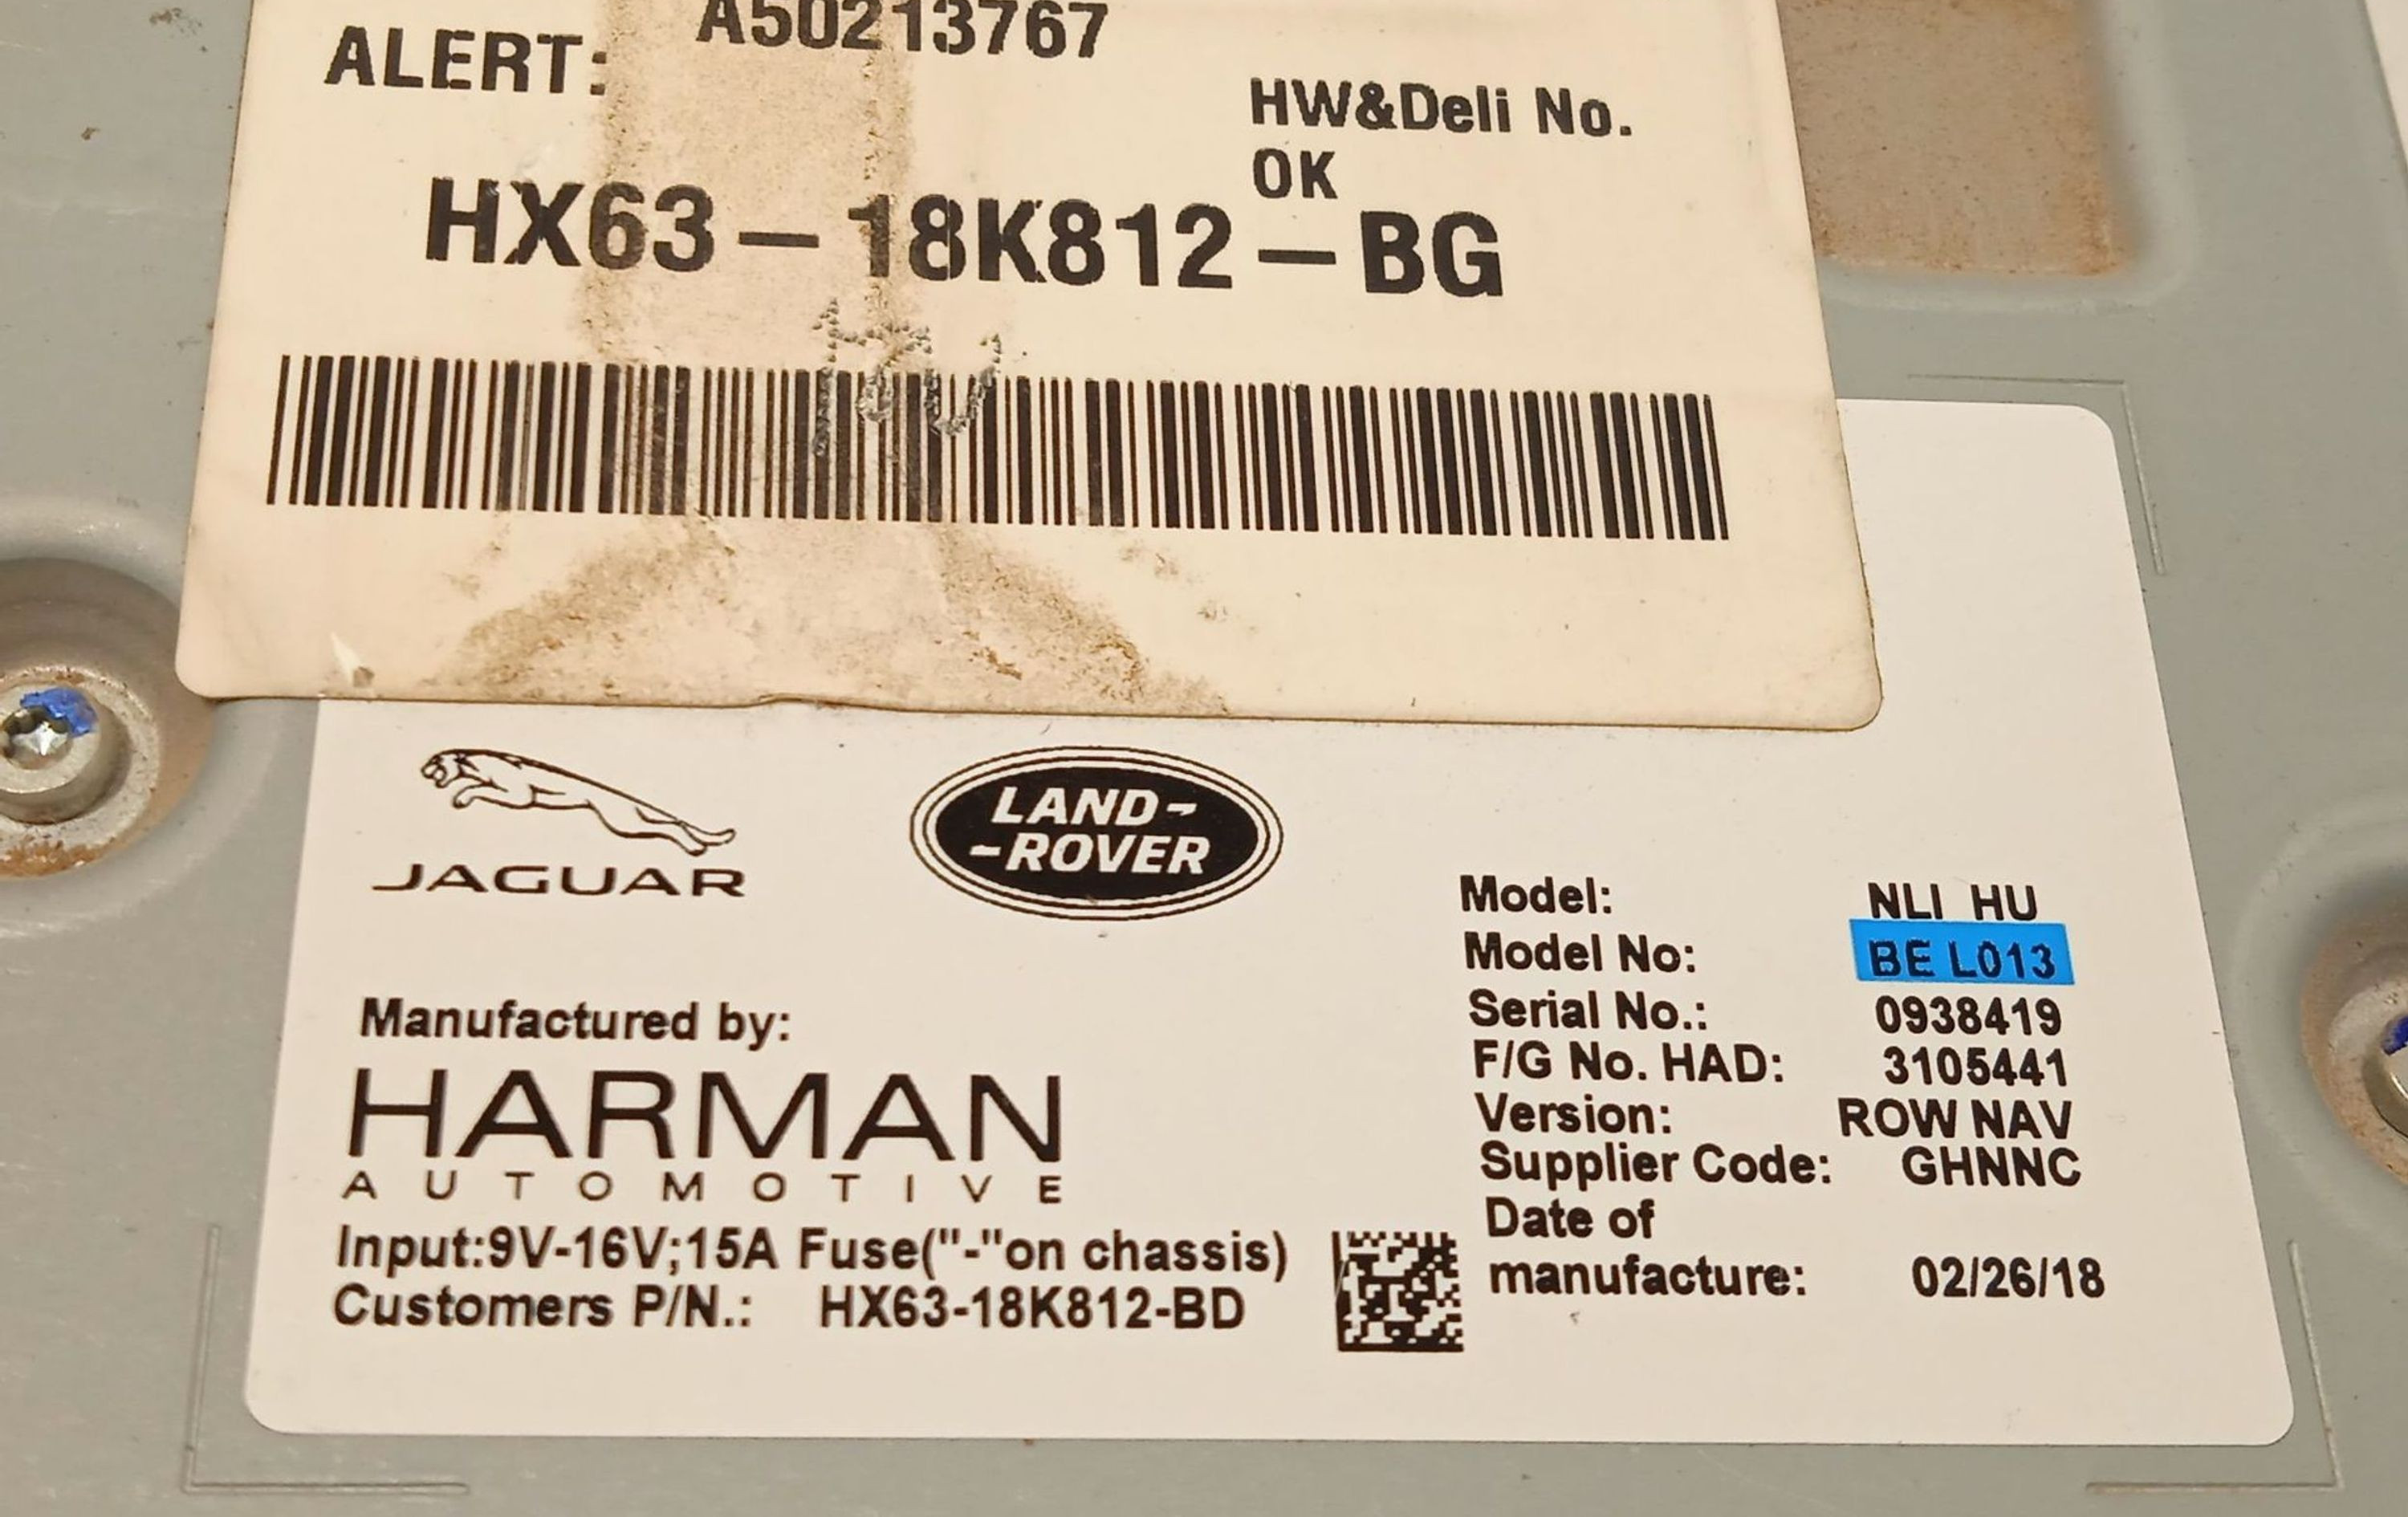 A50213767
ALERT:
HW&Deli No.
OK
HX63-18K812-BG
JAGUAR
LAND-
-ROVER
Manufactured by:
HARMAN
AUTOMOTIVE
Input:9V-16V;15A Fuse("-"on chassis)
Customers P/N.: HX63-18K812-BD
Model: NLI HU
Model No: BE L013
Serial No.: 0938419
F/G No. HAD: 3105441
Version: ROW NAV
Supplier Code: GHNNC
Date of
manufacture: 02/26/18